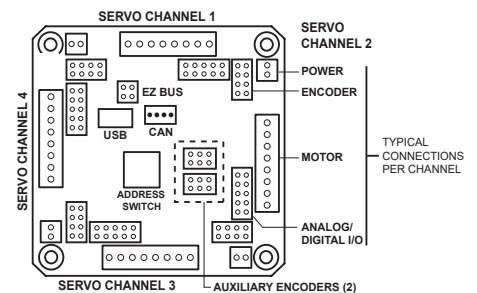 SERVO CHANNEL 1
SERVO
CHANNEL 2
POWER
ENCODER
EZ BUS
USB
CAN
SERVO CHANNEL 4
MOTOR
TYPICAL
CONNECTIONS
PER CHANNEL
ADDRESS
SWITCH
ANALOG/
DIGITAL I/O
SERVO CHANNEL 3
AUXILIARY ENCODERS (2)